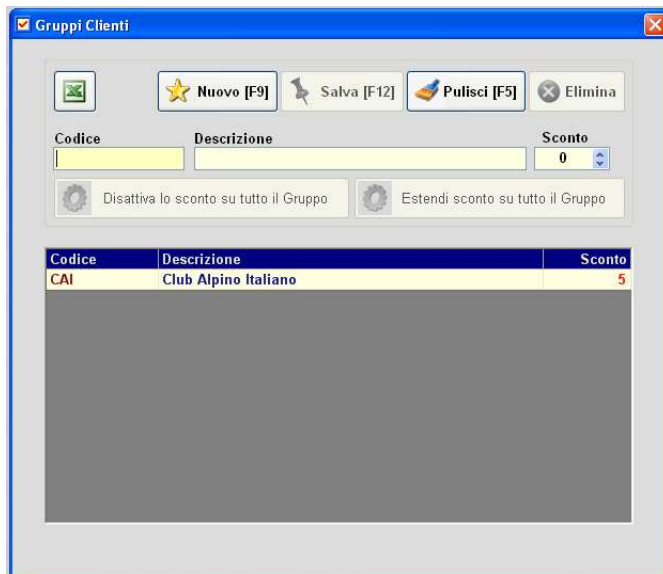 Gruppi Clienti
Nuovo [F9] Salva [F12] Pulisci [F5] Elimina
Codice Descrizione Sconto
0
Disattiva lo sconto su tutto il Gruppo Estendi sconto su tutto il Gruppo
Codice Descrizione Sconto
CAI Club Alpino Italiano 5